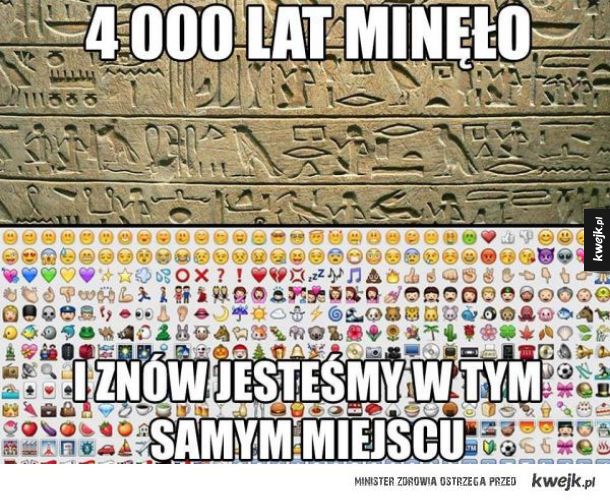 4 000 LAT MINĘŁO
kwejk.pl
I ZNÓW JESTEŚMY W TYM
SAMYM MIEJSCU
MINISTER ZDROWIA OSTRZEGA PRZED kwejk.pl